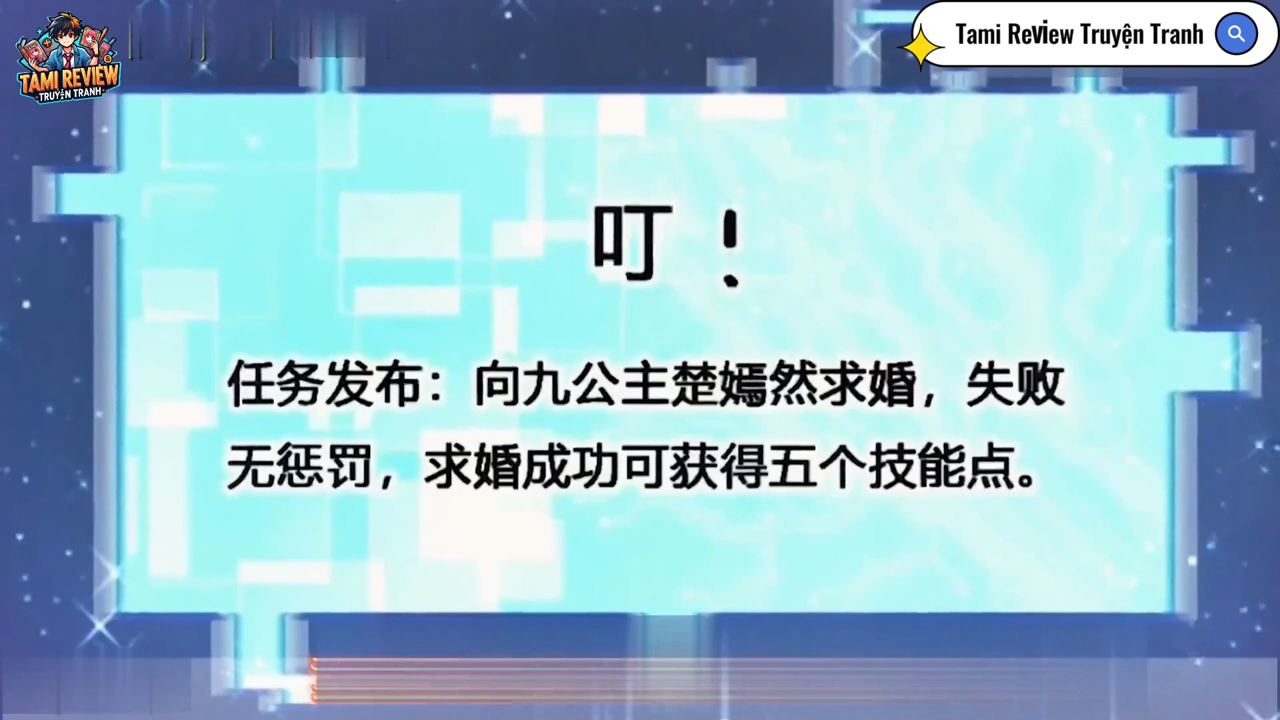 TAMI REVIEW
TRUYỆN TRANH
Tami Review Truyện Tranh
叮！
任务发布：向九公主楚嫣然求婚，失败
无惩罚，求婚成功可获得五个技能点。